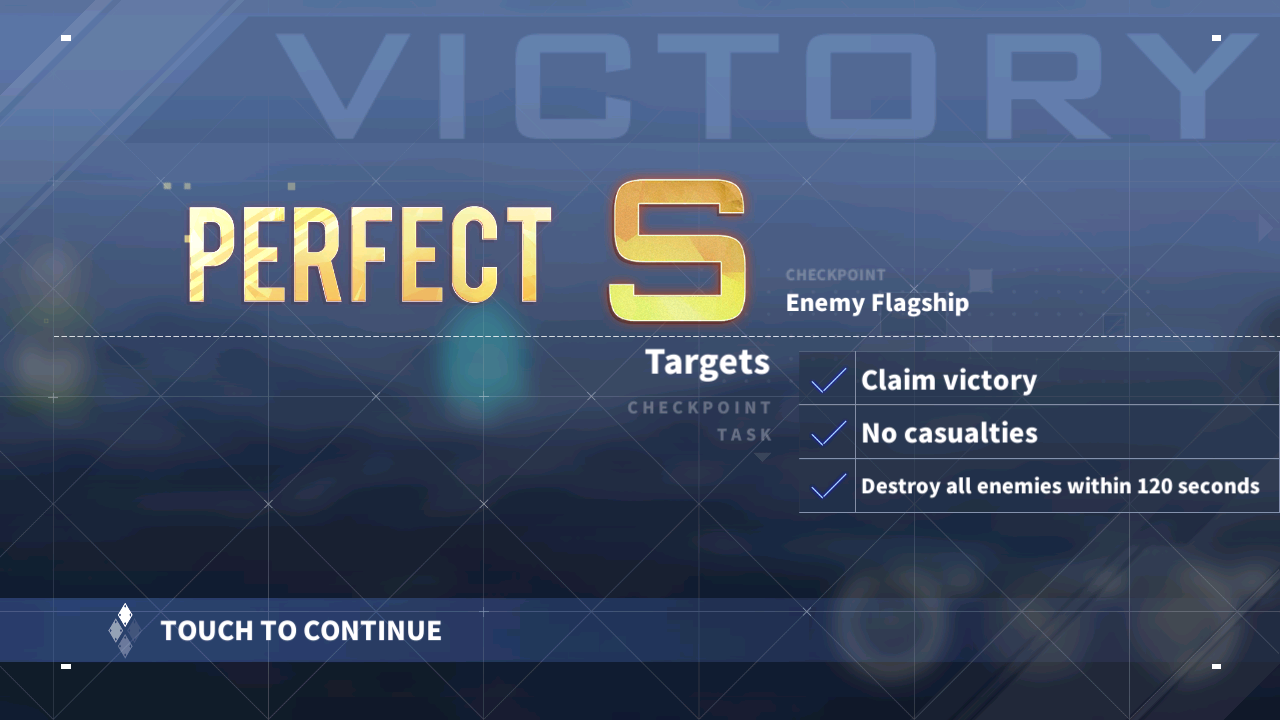 VICTORY
PERFECT S
CHECKPOINT
Enemy Flagship
Targets
CHECKPOINT
TASK
Claim victory
No casualties
Destroy all enemies within 120 seconds
TOUCH TO CONTINUE